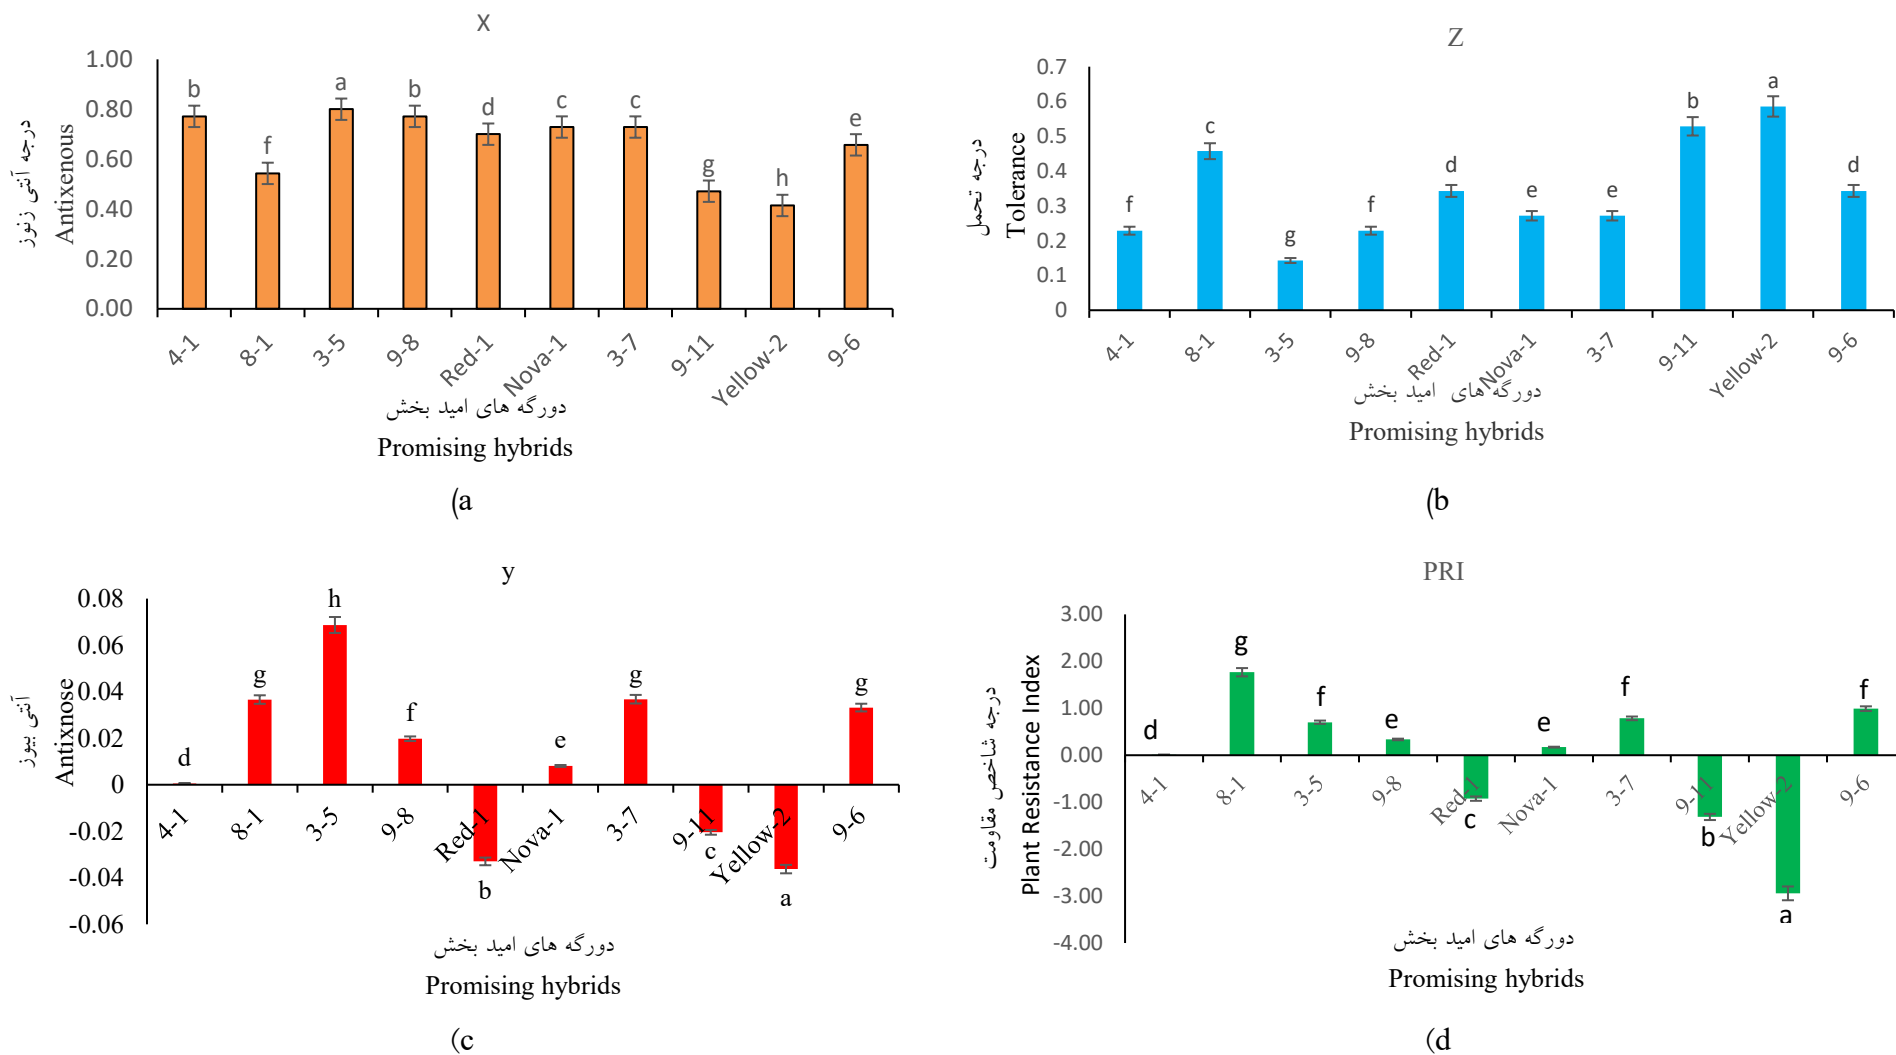 X
درجه آنتی زنوز
Antixenous
1.00
0.80
0.60
0.40
0.20
0.00
b
f
a
b
d
c
c
g
h
e
4-1
8-1
3-5
9-8
Red-1
Nova-1
3-7
9-11
Yellow-2
9-6
دورگه های امید بخش
Promising hybrids
(a
Z
درجه تحمل
Tolerance
0.7
0.6
0.5
0.4
0.3
0.2
0.1
0
f
c
g
f
d
e
e
b
a
d
4-1
8-1
3-5
9-8
Red-1
Nova-1
3-7
9-11
Yellow-2
9-6
دورگه های امید بخش
Promising hybrids
(b
y
آنتی بیوز
Antixnose
0.08
0.06
0.04
0.02
0
-0.02
-0.04
-0.06
d
g
h
f
b
e
g
c
a
g
4-1
8-1
3-5
9-8
Red-1
Nova-1
3-7
9-11
Yellow-2
9-6
دورگه های امید بخش
Promising hybrids
(c
PRI
درجه شاخص مقاومت
Plant Resistance Index
3.00
2.00
1.00
0.00
-1.00
-2.00
-3.00
-4.00
d
g
f
e
c
e
f
b
a
f
4-1
8-1
3-5
9-8
Red-1
Nova-1
3-7
9-11
Yellow-2
9-6
دورگه های امید بخش
Promising hybrids
(d